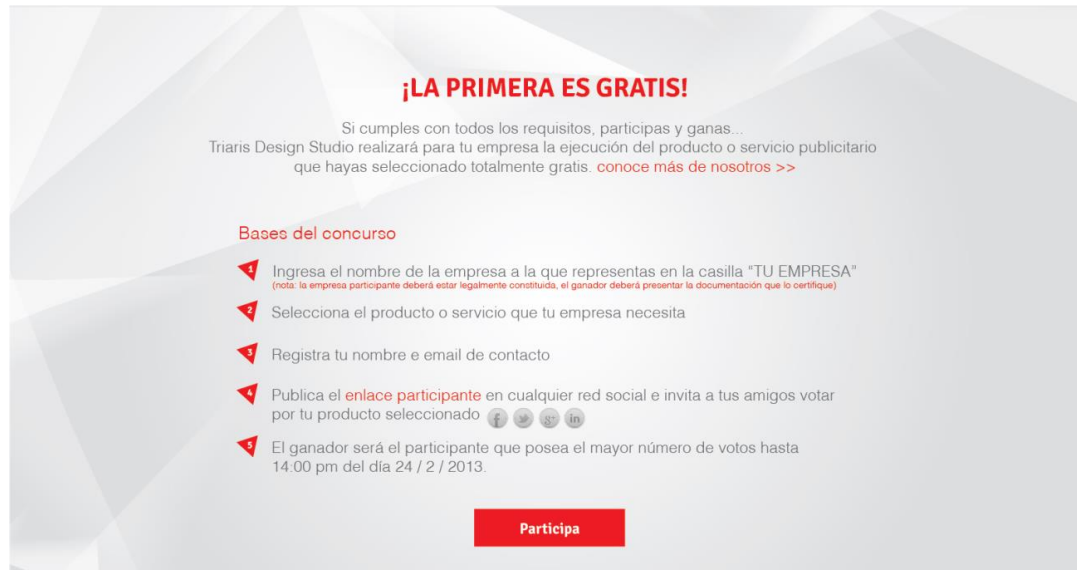 ¡LA PRIMERA ES GRATIS!
Si cumples con todos los requisitos, participas y ganas...
Triaris Design Studio realizará para tu empresa la ejecución del producto o servicio publicitario
que hayas seleccionado totalmente gratis. conoce más de nosotros >>
Bases del concurso
1 Ingresa el nombre de la empresa a la que representas en la casilla "TU EMPRESA"
(nota: la empresa participante deberá estar legalmente constituida, el ganador deberá presentar la documentación que lo certifique)
2 Selecciona el producto o servicio que tu empresa necesita
3 Registra tu nombre e email de contacto
4 Publica el enlace participante en cualquier red social e invita a tus amigos votar
por tu producto seleccionado f g+ in
5 El ganador será el participante que posea el mayor número de votos hasta
14:00 pm del día 24 / 2 / 2013.
Participa